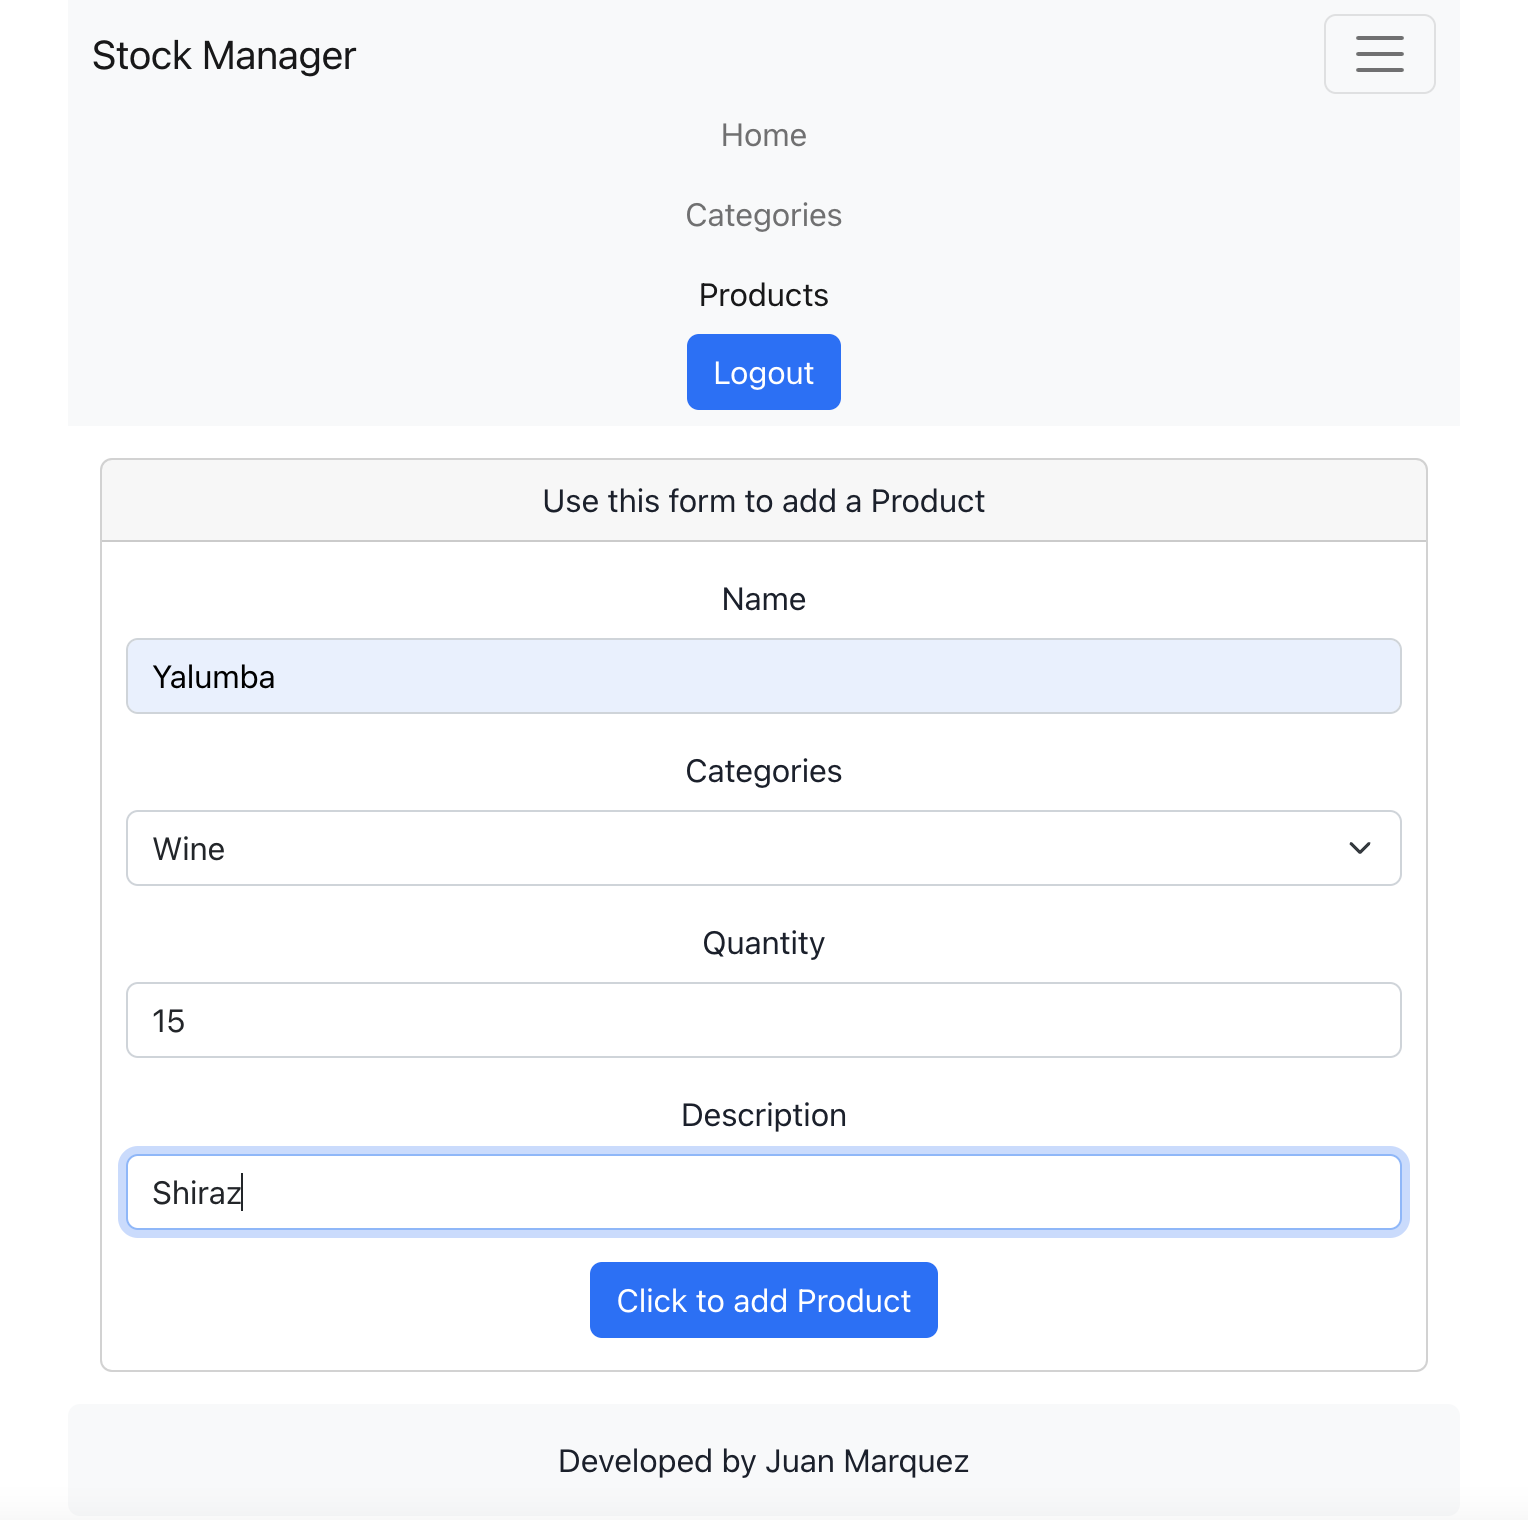 Stock Manager
Home
Categories
Products
Logout
Use this form to add a Product
Name
Yalumba
Categories
Wine
Quantity
15
Description
Shiraz
Click to add Product
Developed by Juan Marquez